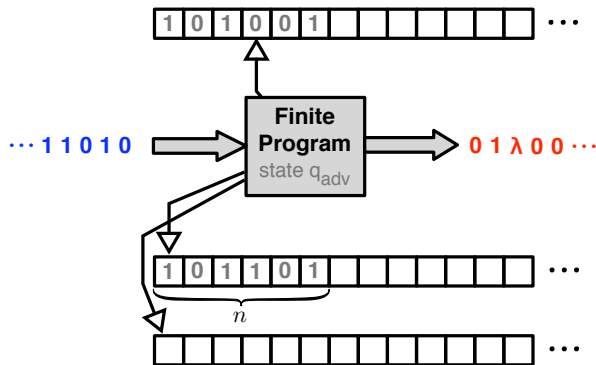 1 0 1 0 0 1 ···
Finite
Program
state q_adv
··· 1 1 0 1 0
0 1 λ 0 0 ···
1 0 1 1 0 1 ···
n
···